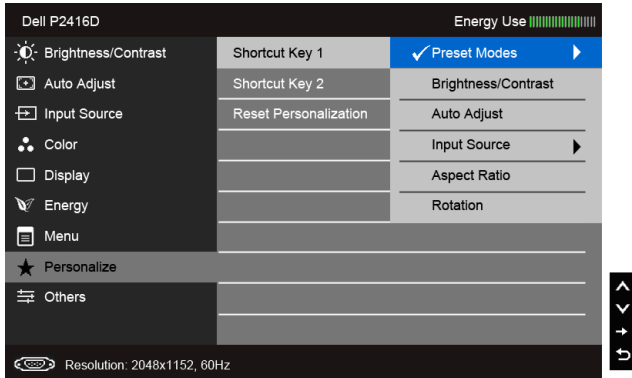 Dell P2416D
Energy Use
Brightness/Contrast
Auto Adjust
Input Source
Color
Display
Energy
Menu
Personalize
Others
Shortcut Key 1
Shortcut Key 2
Reset Personalization
Preset Modes
Brightness/Contrast
Auto Adjust
Input Source
Aspect Ratio
Rotation
Resolution: 2048x1152, 60Hz